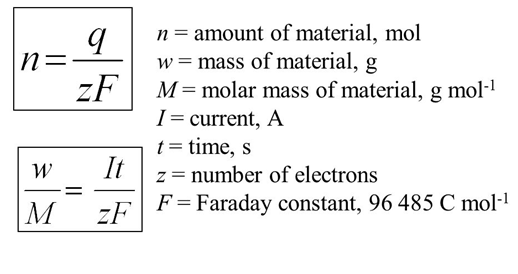 n = q / zF
w / M = It / zF
n = amount of material, mol
w = mass of material, g
M = molar mass of material, g mol⁻¹
I = current, A
t = time, s
z = number of electrons
F = Faraday constant, 96 485 C mol⁻¹